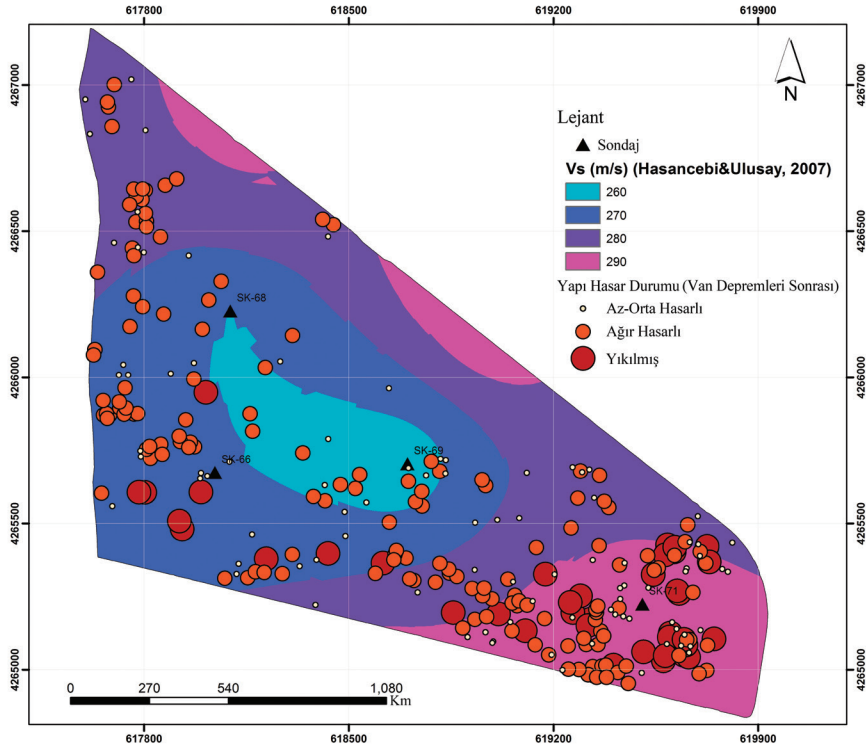 617800 618500 619200 619900
4267000 4267000
N
Lejant
Sondaj
Vs (m/s) (Hasancebi&Ulusay, 2007)
260
270
280
290
4266500 4266500
Yapı Hasar Durumu (Van Depremleri Sonrası)
Az-Orta Hasarlı
Ağır Hasarlı
Yıkılmış
SK-68
4266000 4266000
SK-66
SK-69
4265500 4265500
SK-71
4265000 4265000
0 270 540 1,080
Km
617800 618500 619200 619900